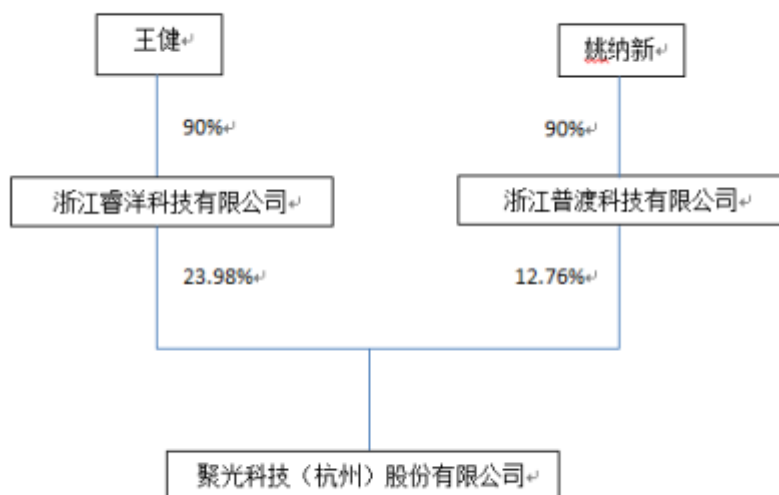 王健
姚纳新
90%
90%
浙江睿洋科技有限公司
浙江普渡科技有限公司
23.98%
12.76%
聚光科技（杭州）股份有限公司